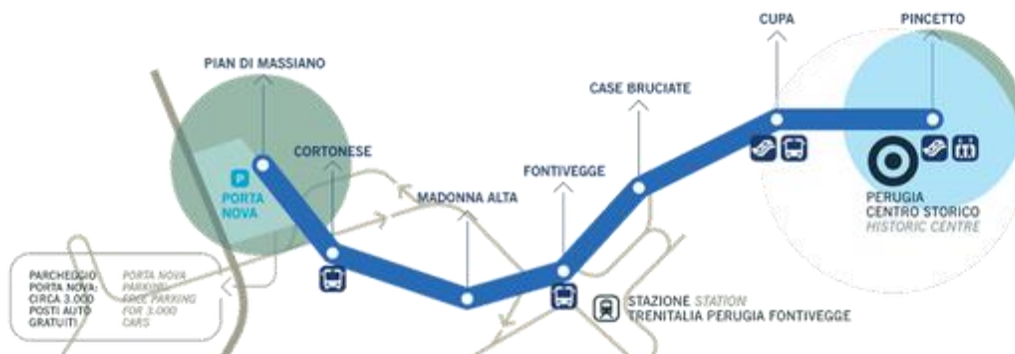 CUPA
PINCETTO
PIAN DI MASSIANO
CASE BRUCIATE
CORTONESE
FONTIVEGGE
MADONNA ALTA
P
PORTA
NOVA
PERUGIA
CENTRO STORICO
HISTORIC CENTRE
PARCHEGGIO
PORTA NOVA:
CIRCA 3.000
POSTI AUTO
GRATUITI
PORTA NOVA
PARKING:
FREE PARKING
FOR 3.000
CARS
STAZIONE STATION
TRENITALIA PERUGIA FONTIVEGGE